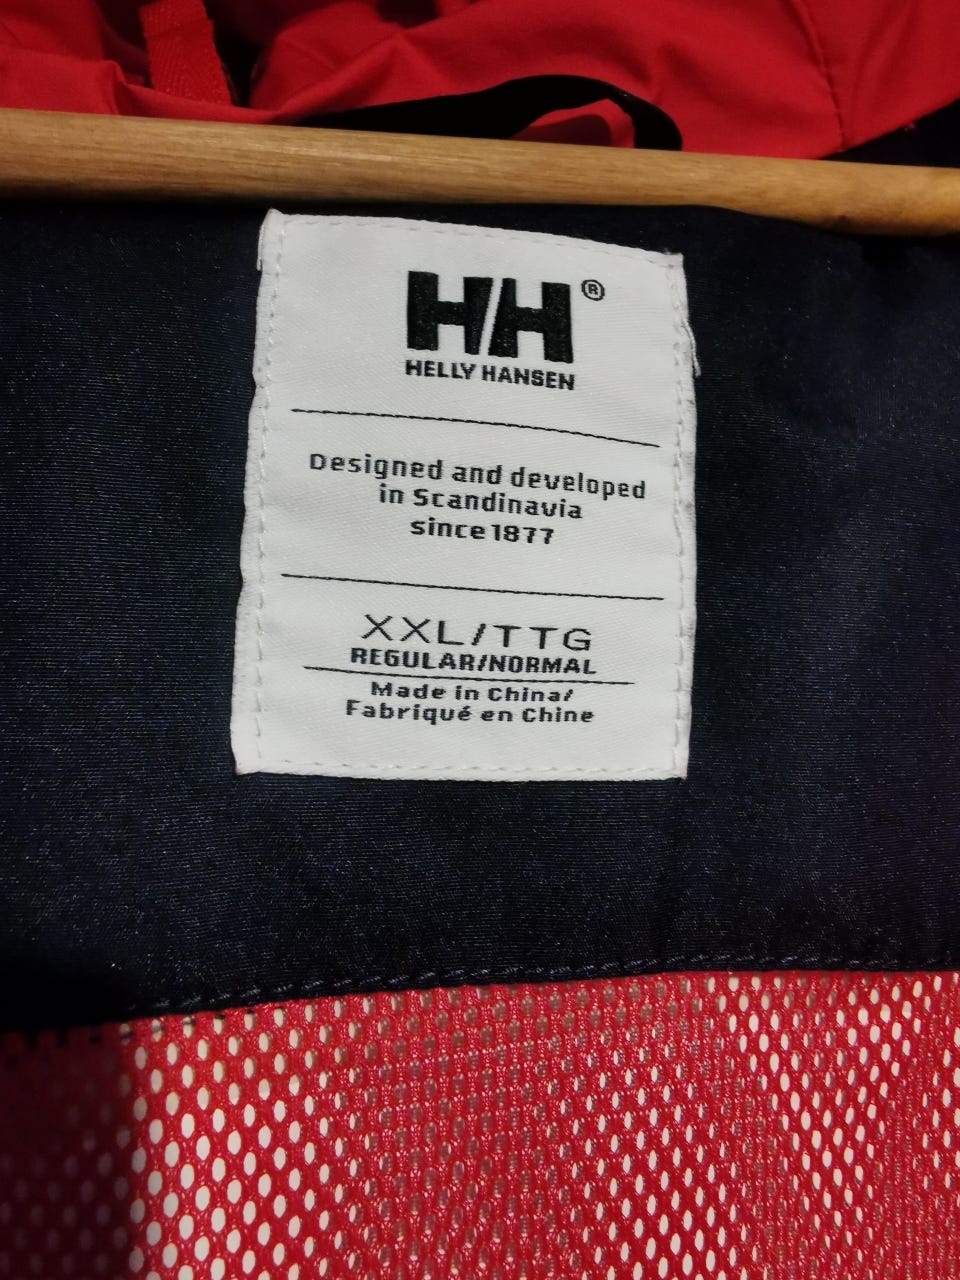 HH®
HELLY HANSEN
Designed and developed
in Scandinavia
since 1877
XXL/TTG
REGULAR/NORMAL
Made in China/
Fabriqué en Chine